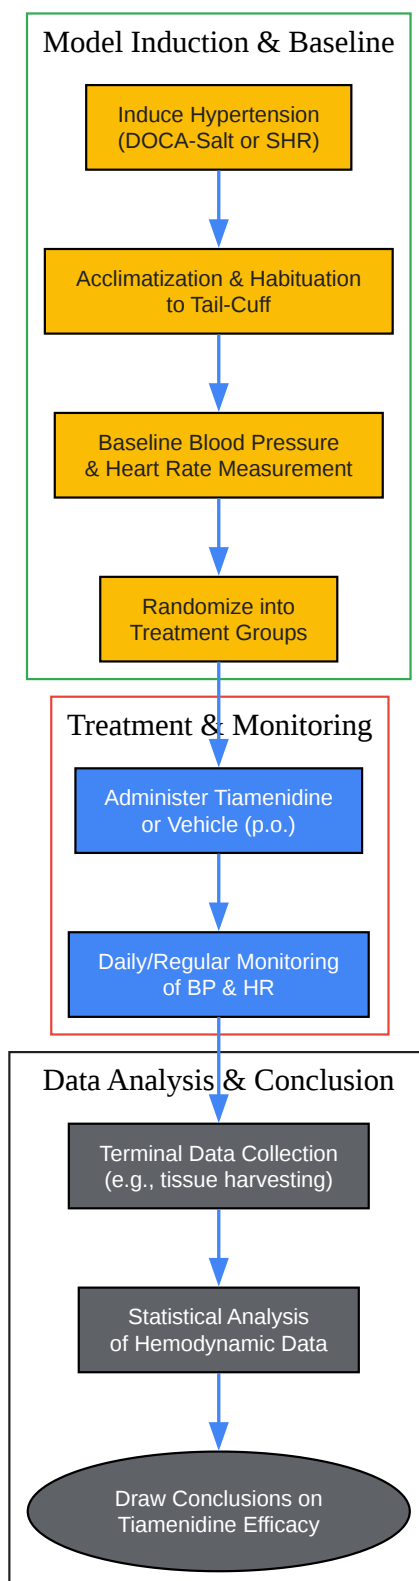 Model Induction & Baseline
Induce Hypertension
(DOCA-Salt or SHR)
Acclimatization & Habituation
to Tail-Cuff
Baseline Blood Pressure
& Heart Rate Measurement
Randomize into
Treatment Groups
Treatment & Monitoring
Administer Tiamenidine
or Vehicle (p.o.)
Daily/Regular Monitoring
of BP & HR
Data Analysis & Conclusion
Terminal Data Collection
(e.g., tissue harvesting)
Statistical Analysis
of Hemodynamic Data
Draw Conclusions on
Tiamenidine Efficacy